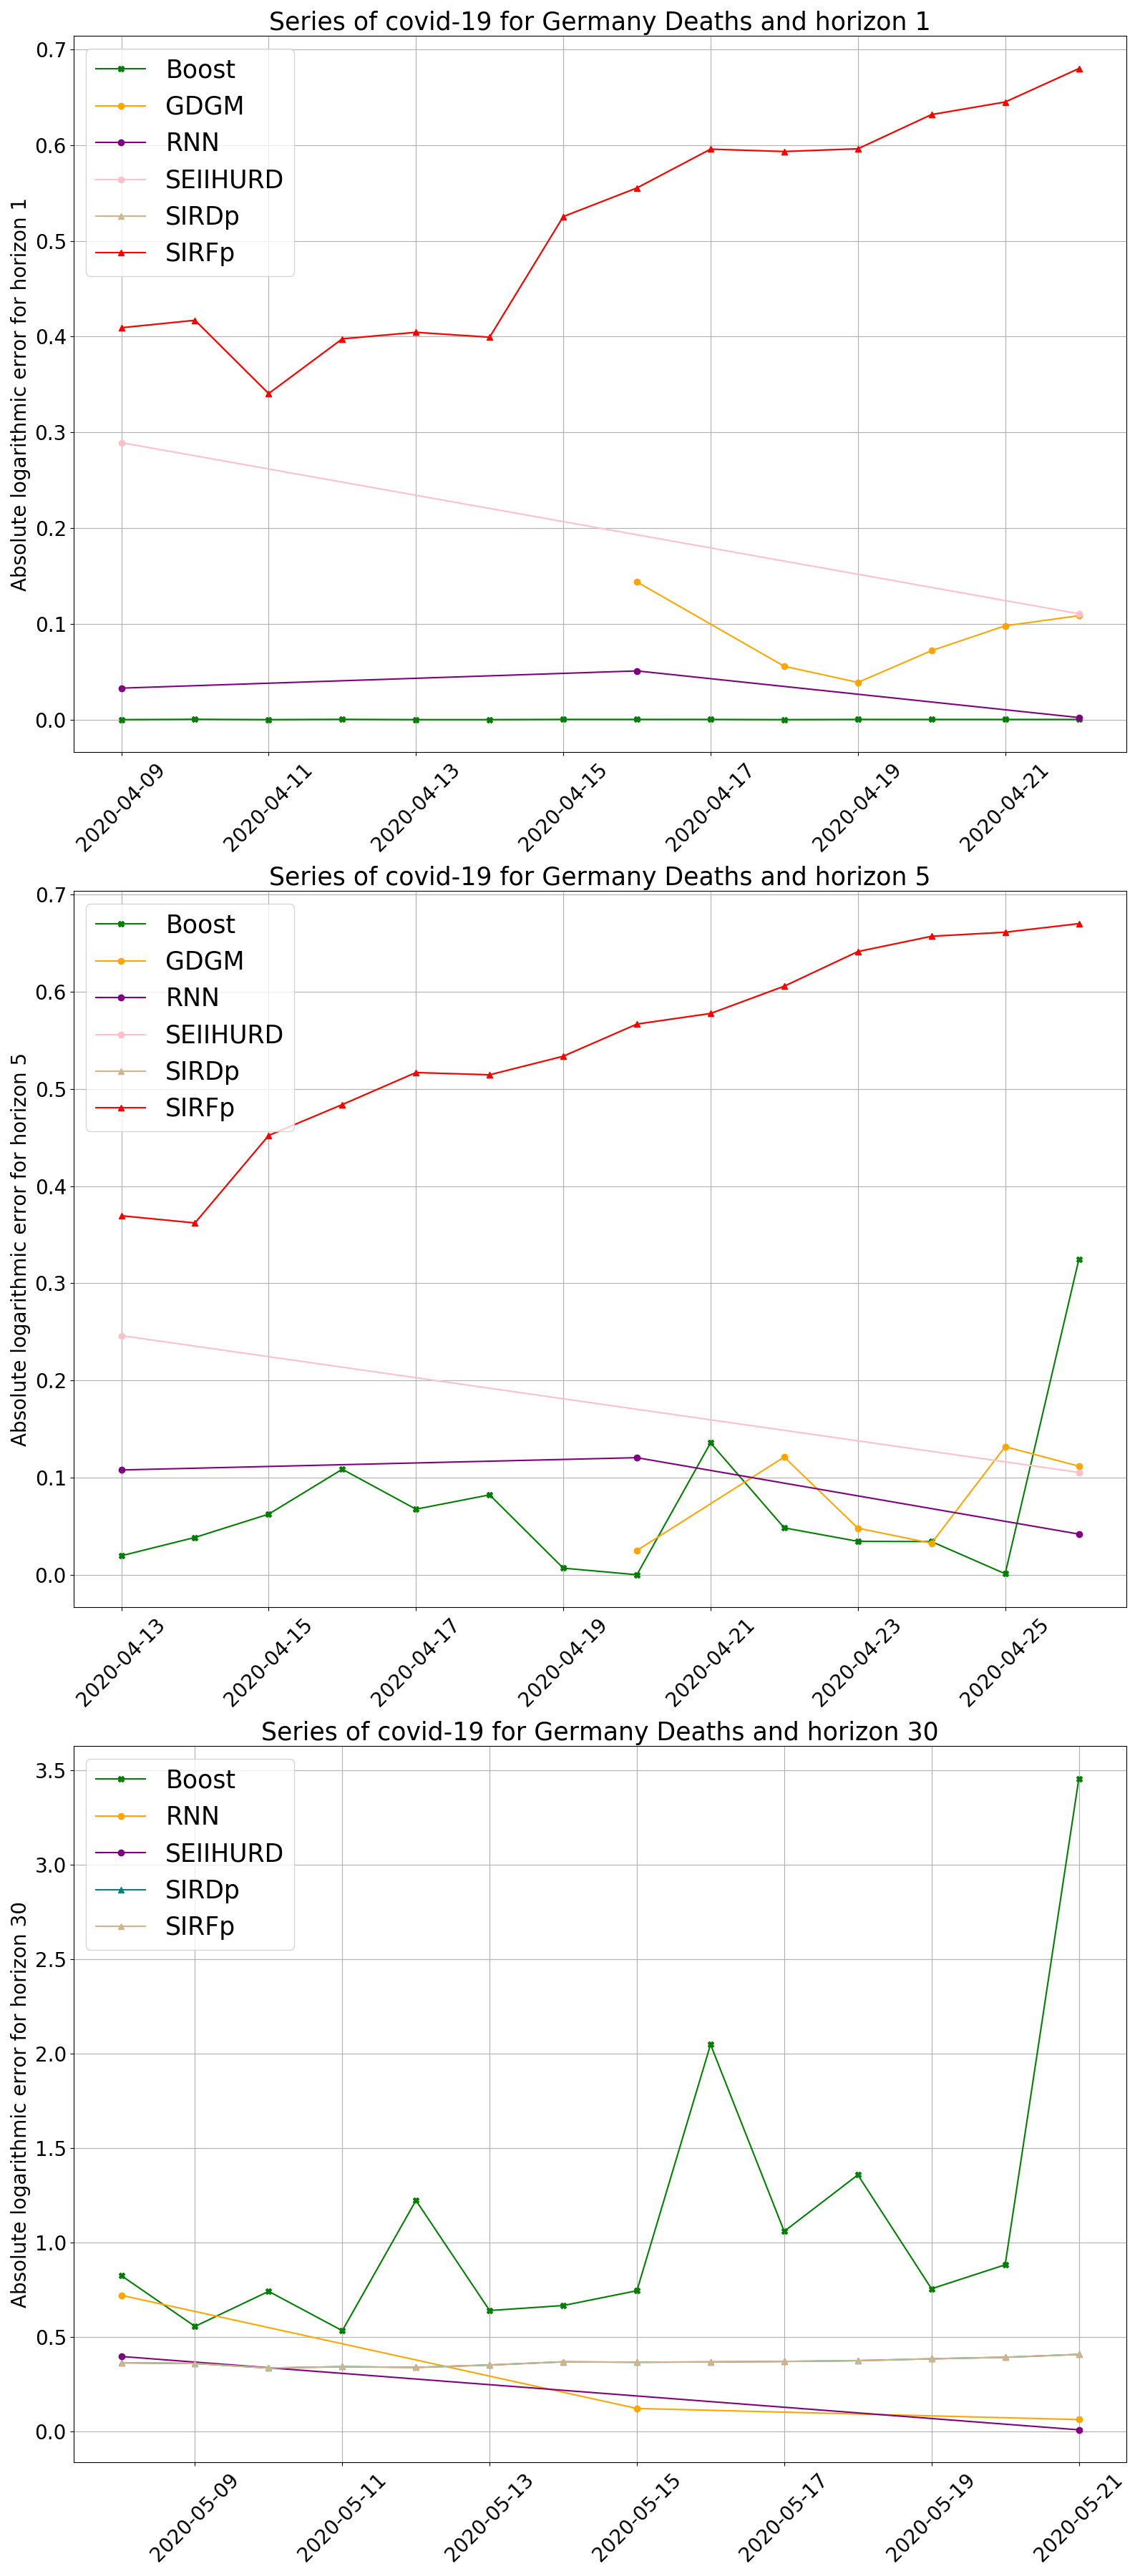 Series of covid-19 for Germany Deaths and horizon 1
Absolute logarithmic error for horizon 1
0.7
0.6
0.5
0.4
0.3
0.2
0.1
0.0
Boost
GDGM
RNN
SEIIHURD
SIRDp
SIRFp
2020-04-09
2020-04-11
2020-04-13
2020-04-15
2020-04-17
2020-04-19
2020-04-21
Series of covid-19 for Germany Deaths and horizon 5
Absolute logarithmic error for horizon 5
0.7
0.6
0.5
0.4
0.3
0.2
0.1
0.0
Boost
GDGM
RNN
SEIIHURD
SIRDp
SIRFp
2020-04-13
2020-04-15
2020-04-17
2020-04-19
2020-04-21
2020-04-23
2020-04-25
Series of covid-19 for Germany Deaths and horizon 30
Absolute logarithmic error for horizon 30
3.5
3.0
2.5
2.0
1.5
1.0
0.5
0.0
Boost
RNN
SEIIHURD
SIRDp
SIRFp
2020-05-09
2020-05-11
2020-05-13
2020-05-15
2020-05-17
2020-05-19
2020-05-21